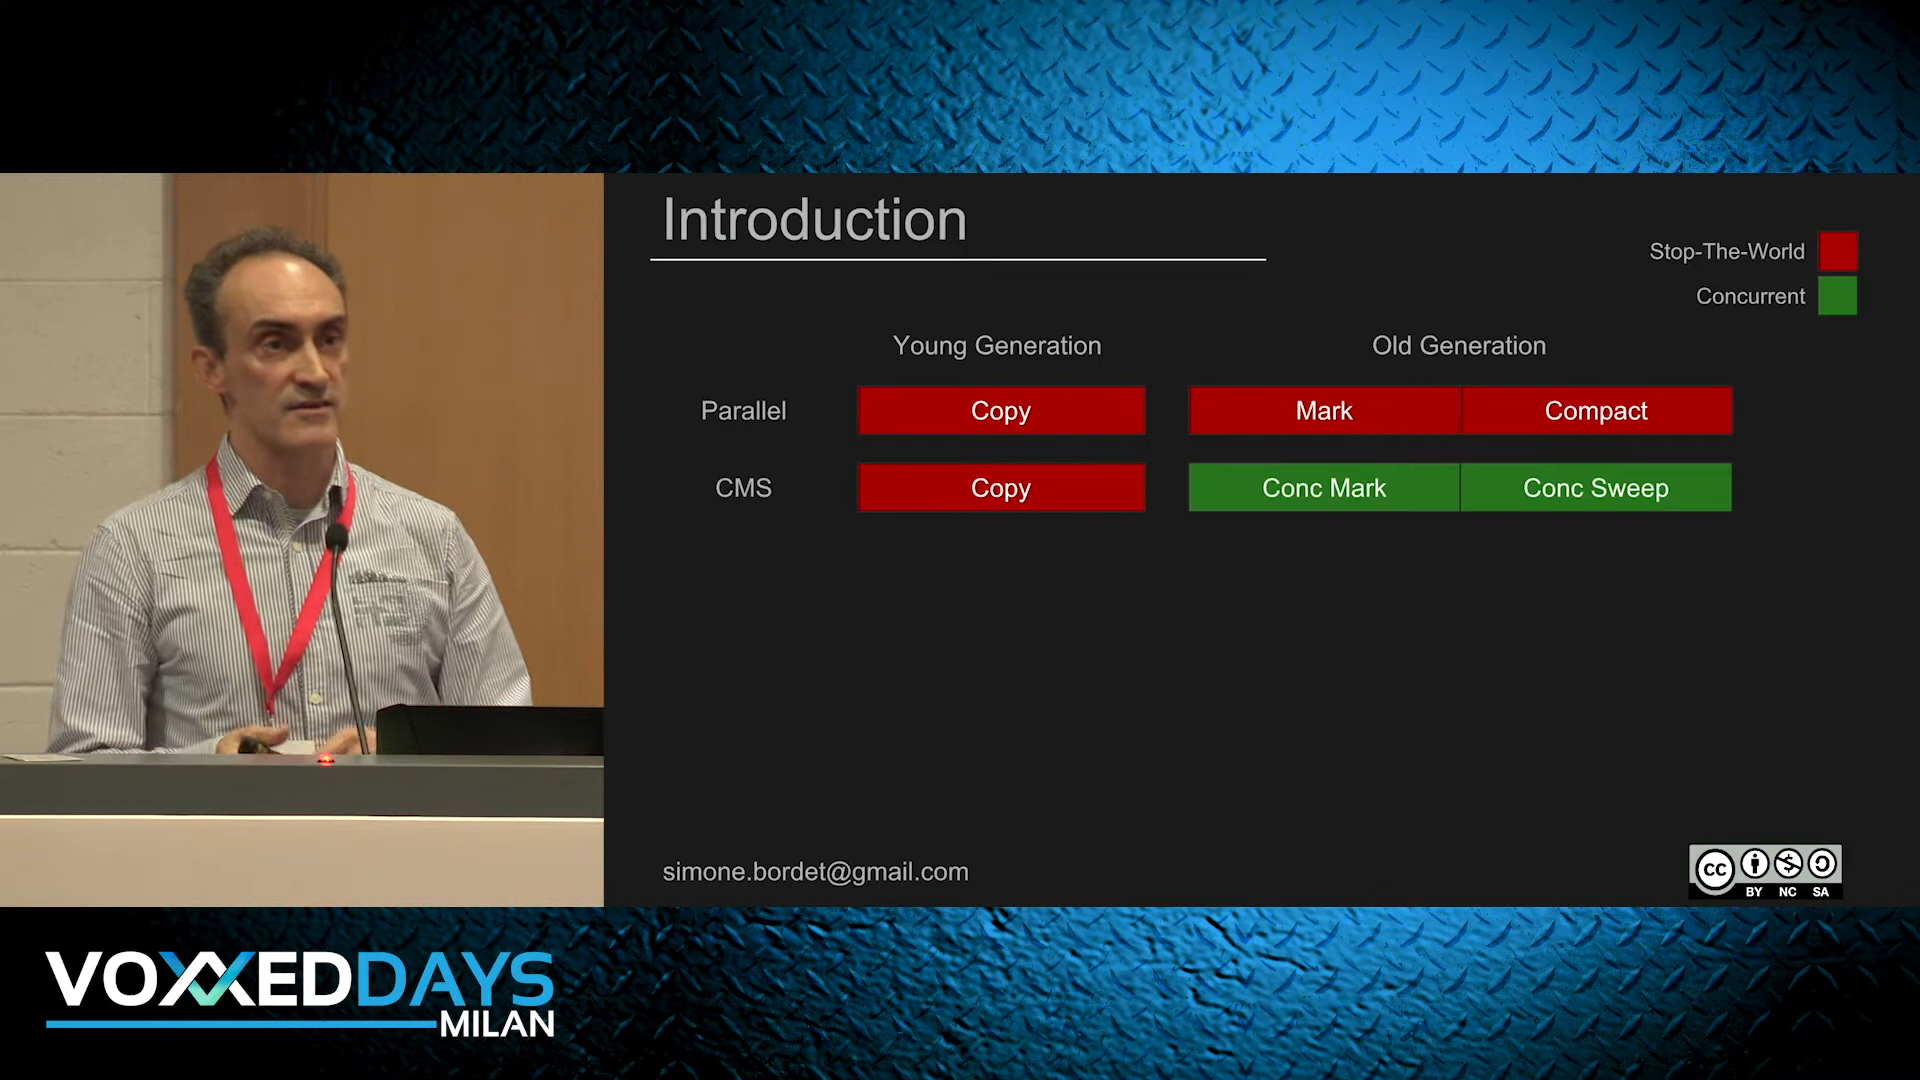 Introduction
Stop-The-World
Concurrent
Young Generation
Old Generation
Parallel
Copy
Mark
Compact
CMS
Copy
Conc Mark
Conc Sweep
simone.bordet@gmail.com
cc
BY NC SA
VOXXEDDAYS
MILAN